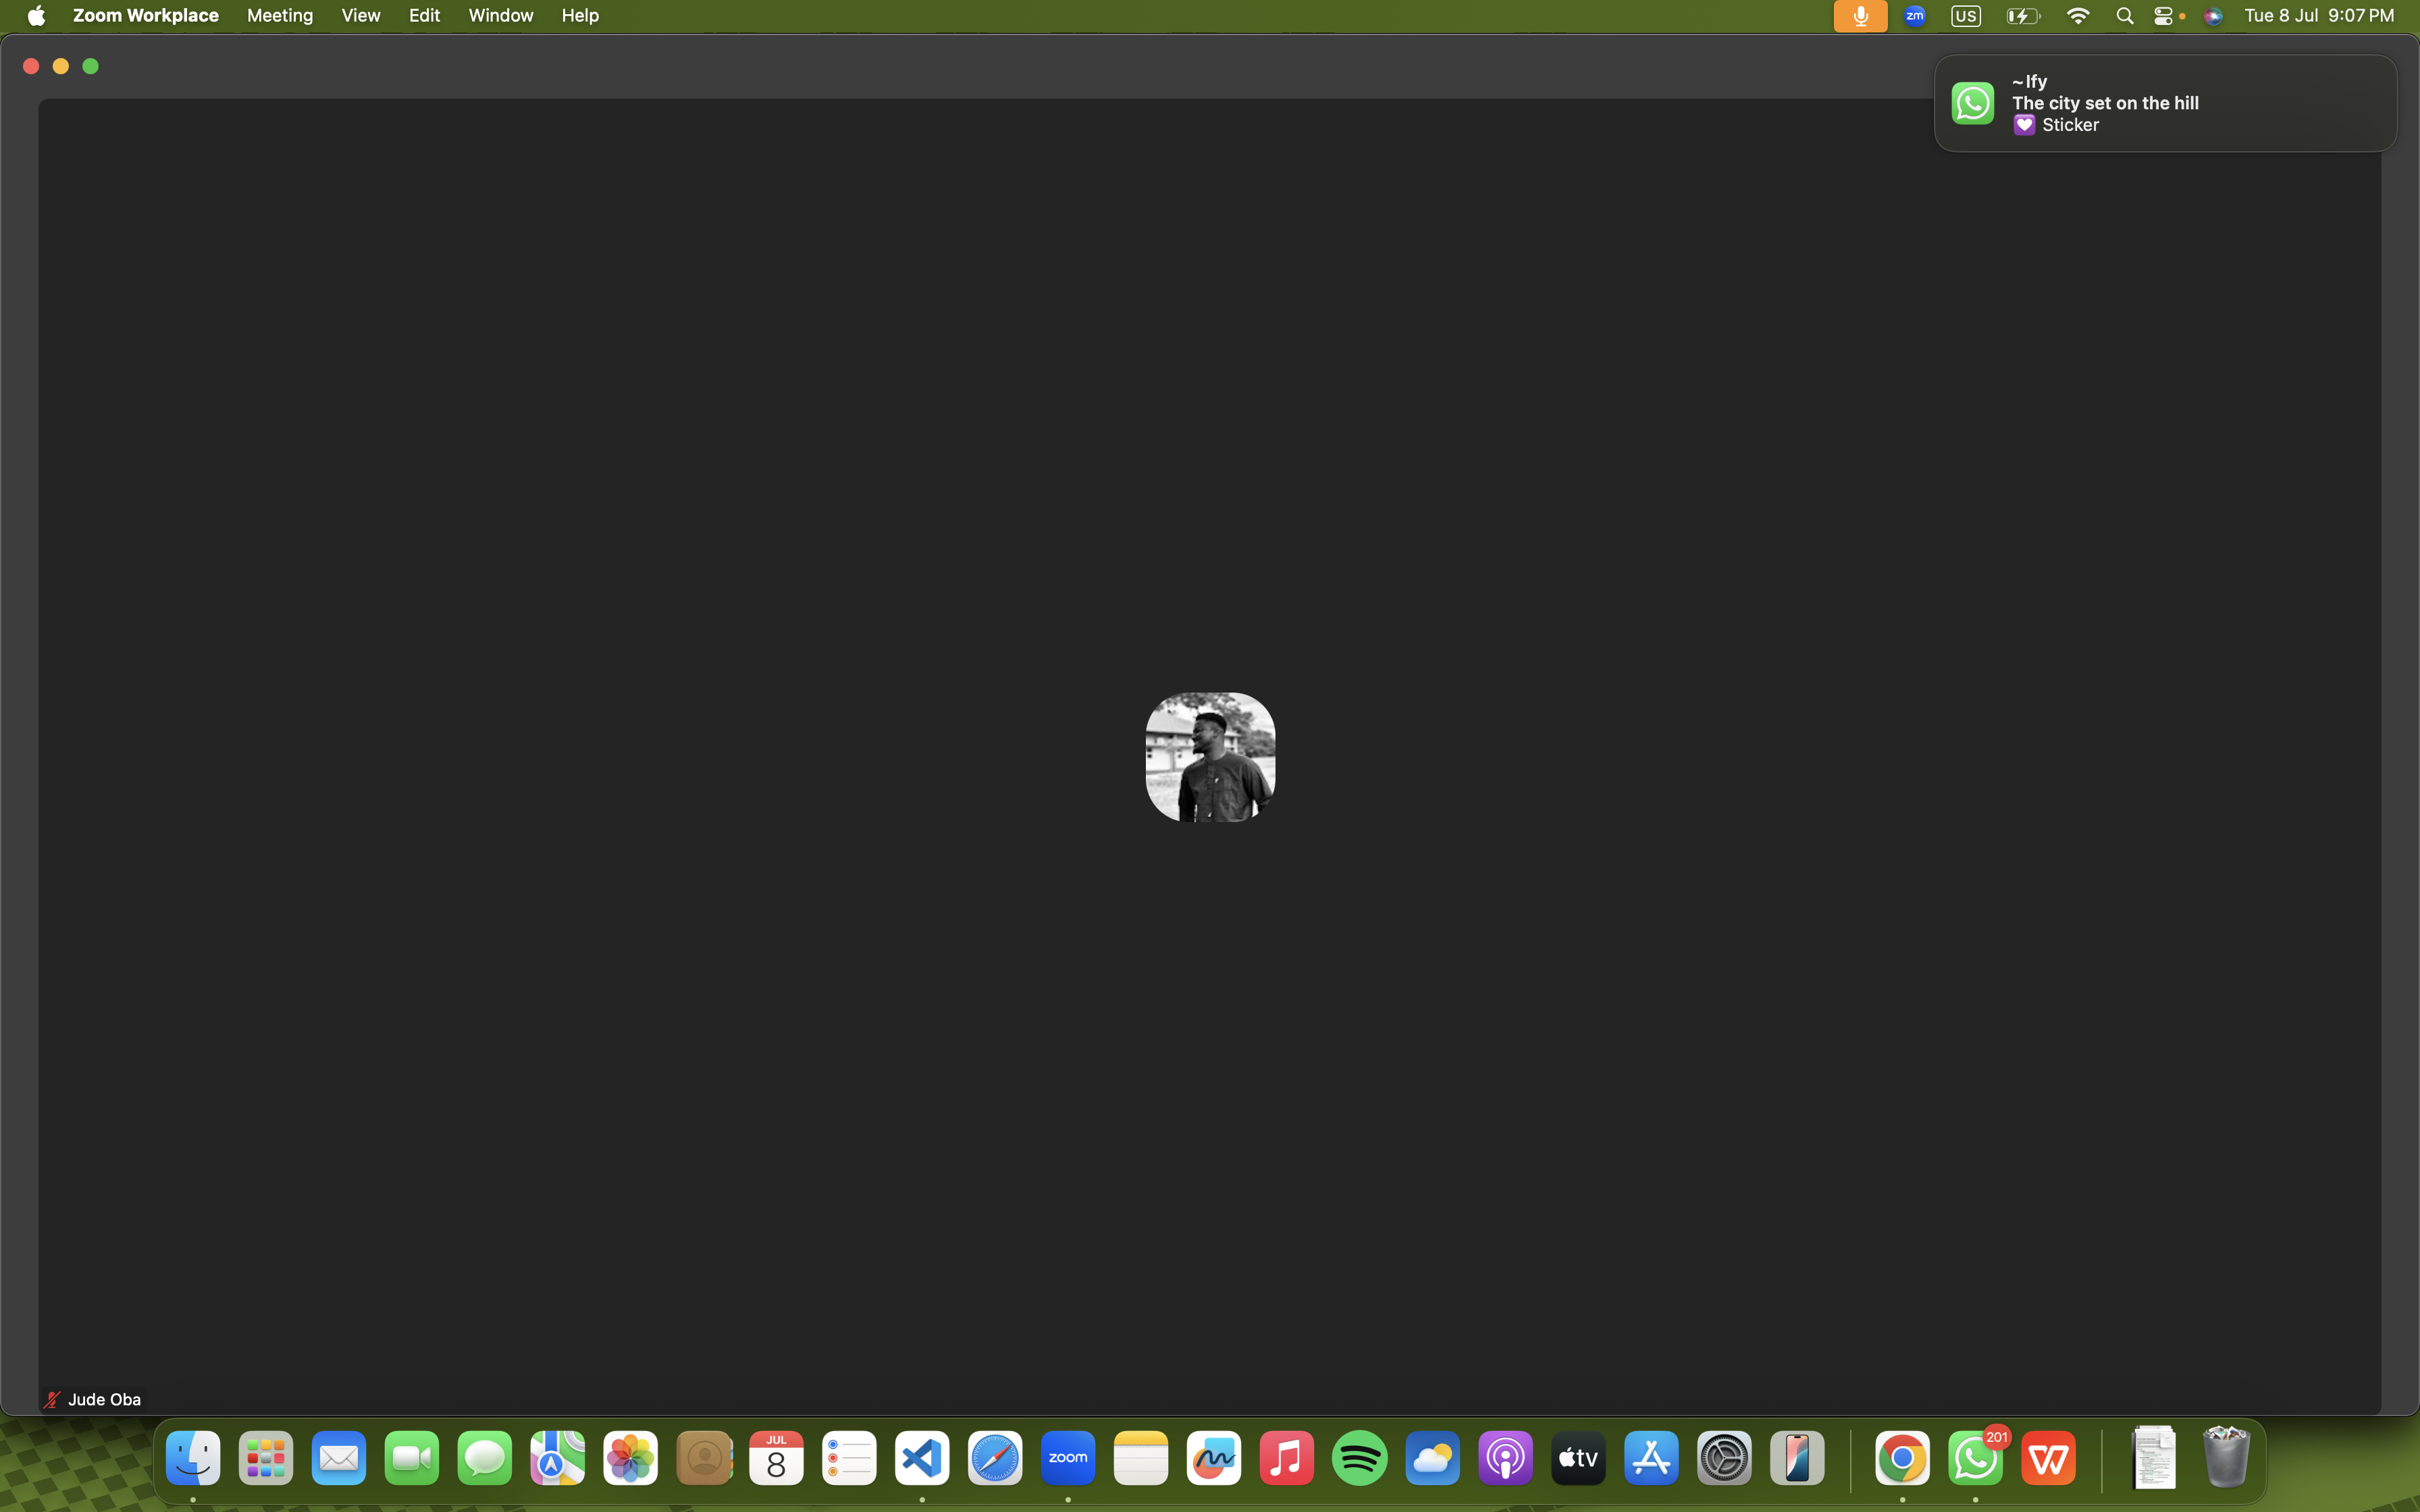 Zoom Workplace Meeting View Edit Window Help zm US Tue 8 Jul 9:07 PM
~Ify
The city set on the hill
💟 Sticker
Jude Oba
JUL
8
zoom
tv
201